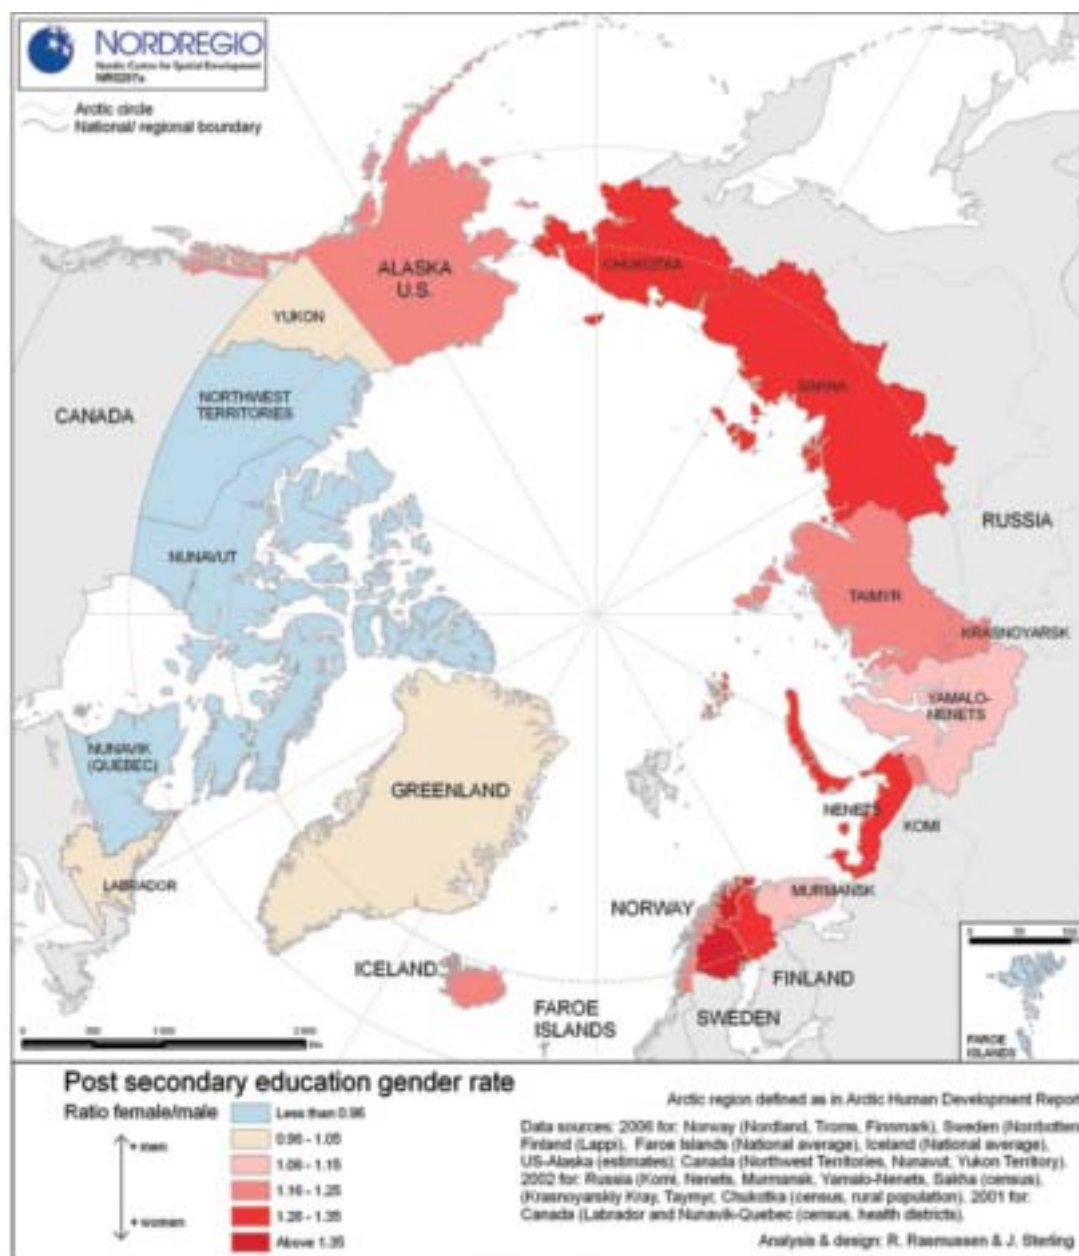 NORDREGIO
Nordic Centre for Spatial Development
Arctic circle
National/ regional boundary
ALASKA
U.S.
CHUKOTKA
YUKON
NORTHWEST
TERRITORIES
SAKHA
CANADA
RUSSIA
NUNAVUT
TAIMYR
KRASNOYARSK
YAMALO-
NENETS
NUNAVIK
(QUEBEC)
GREENLAND
NENETS
KOMI
LABRADOR
MURMANSK
NORWAY
ICELAND
FINLAND
FAROE
ISLANDS
SWEDEN
FAROE
ISLANDS
Post secondary education gender rate
Ratio female/male
Less than 0.96
0.96 - 1.05
+ men
1.06 - 1.15
1.16 - 1.25
+ women
1.26 - 1.35
Above 1.35
Arctic region defined as in Arctic Human Development Report
Data sources: 2006 for: Norway (Nordland, Troms, Finnmark), Sweden (Norrbotten)
Finland (Lappi), Faroe Islands (National average), Iceland (National average),
US-Alaska (estimates); Canada (Northwest Territories, Nunavut, Yukon Territory).
2002 for: Russia (Komi, Nenets, Murmansk, Yamalo-Nenets, Sakha (census),
(Krasnoyarskiy Kray, Taymyr, Chukotka (census, rural population). 2001 for:
Canada (Labrador and Nunavik-Quebec (census, health districts).
Analysis & design: R. Rasmussen & J. Sterling